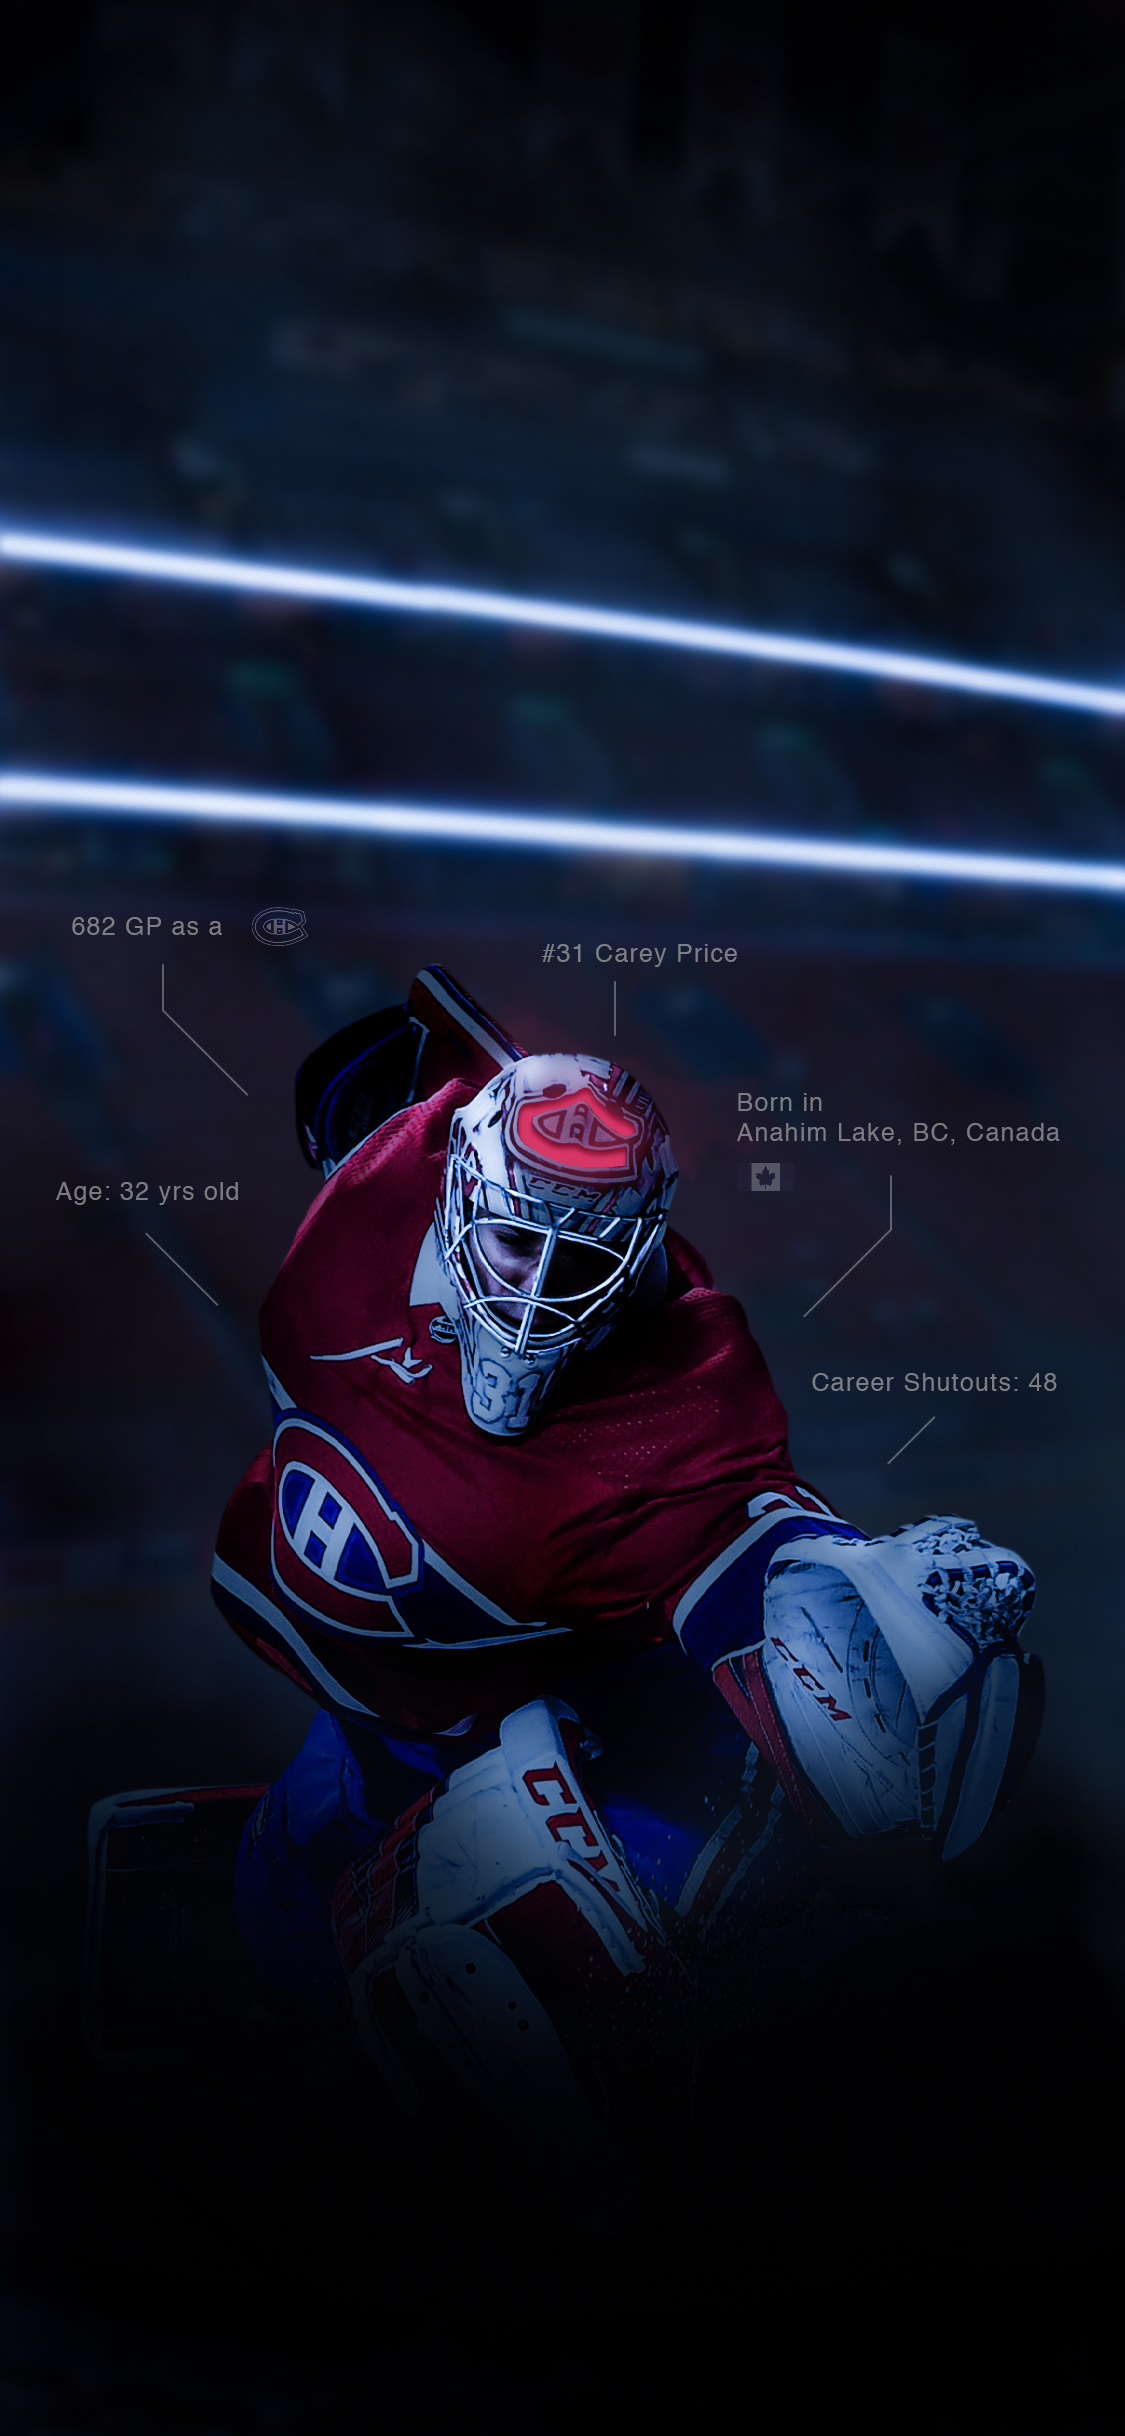 682 GP as a
#31 Carey Price
Born in
Anahim Lake, BC, Canada
Age: 32 yrs old
Career Shutouts: 48
CCM
31
CCM
CCM